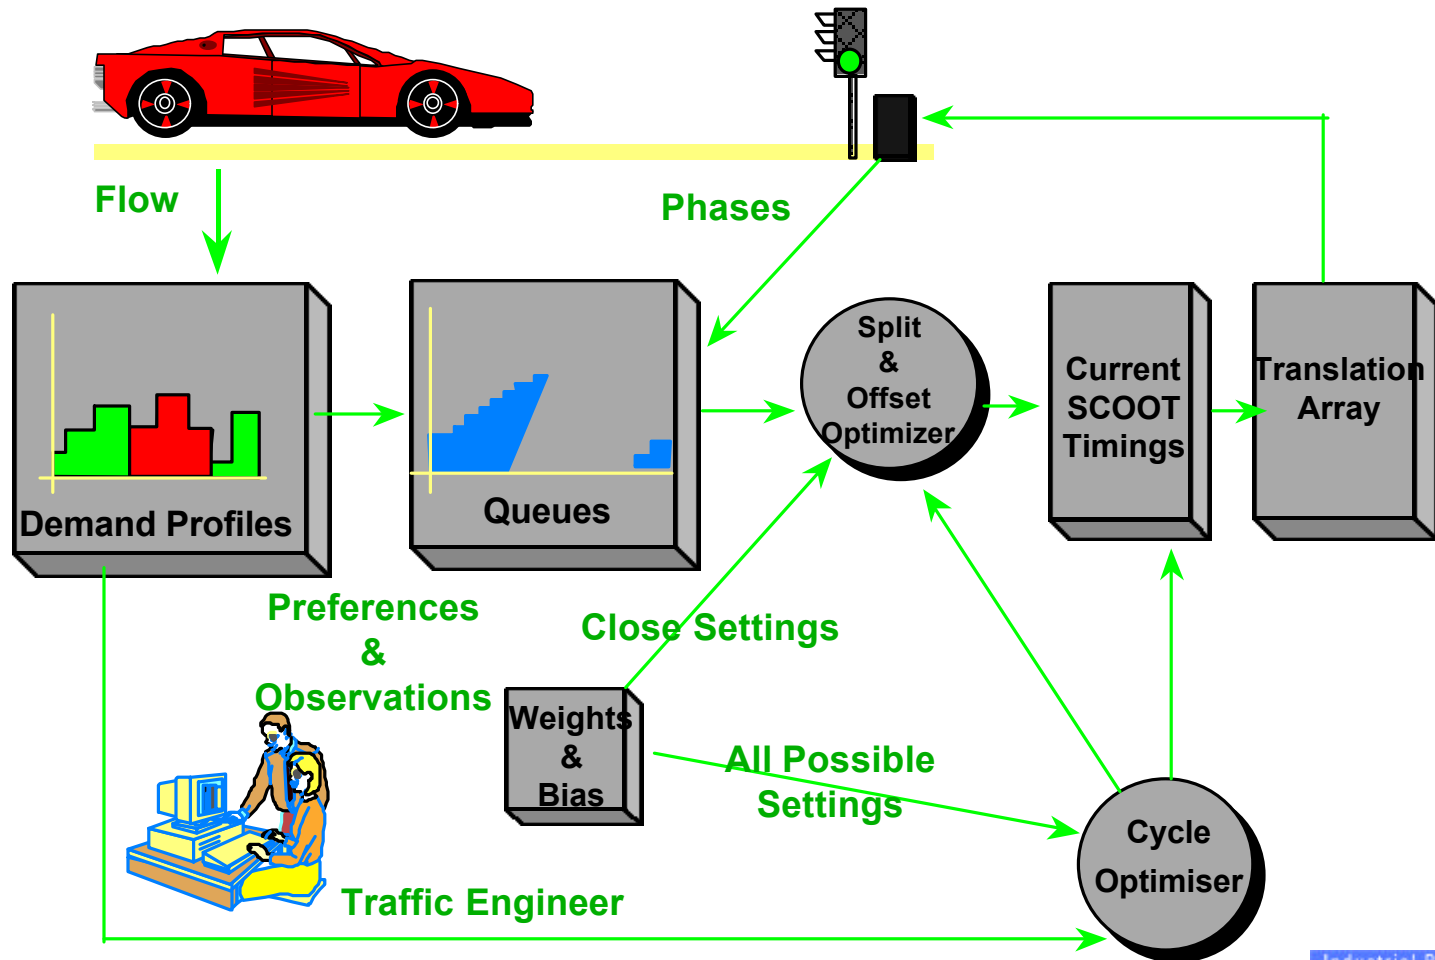 Flow
Phases
Demand Profiles
Queues
Split
&
Offset
Optimizer
Current
SCOOT
Timings
Translation
Array
Preferences
&
Observations
Close Settings
Weights
&
Bias
All Possible
Settings
Cycle
Optimiser
Traffic Engineer